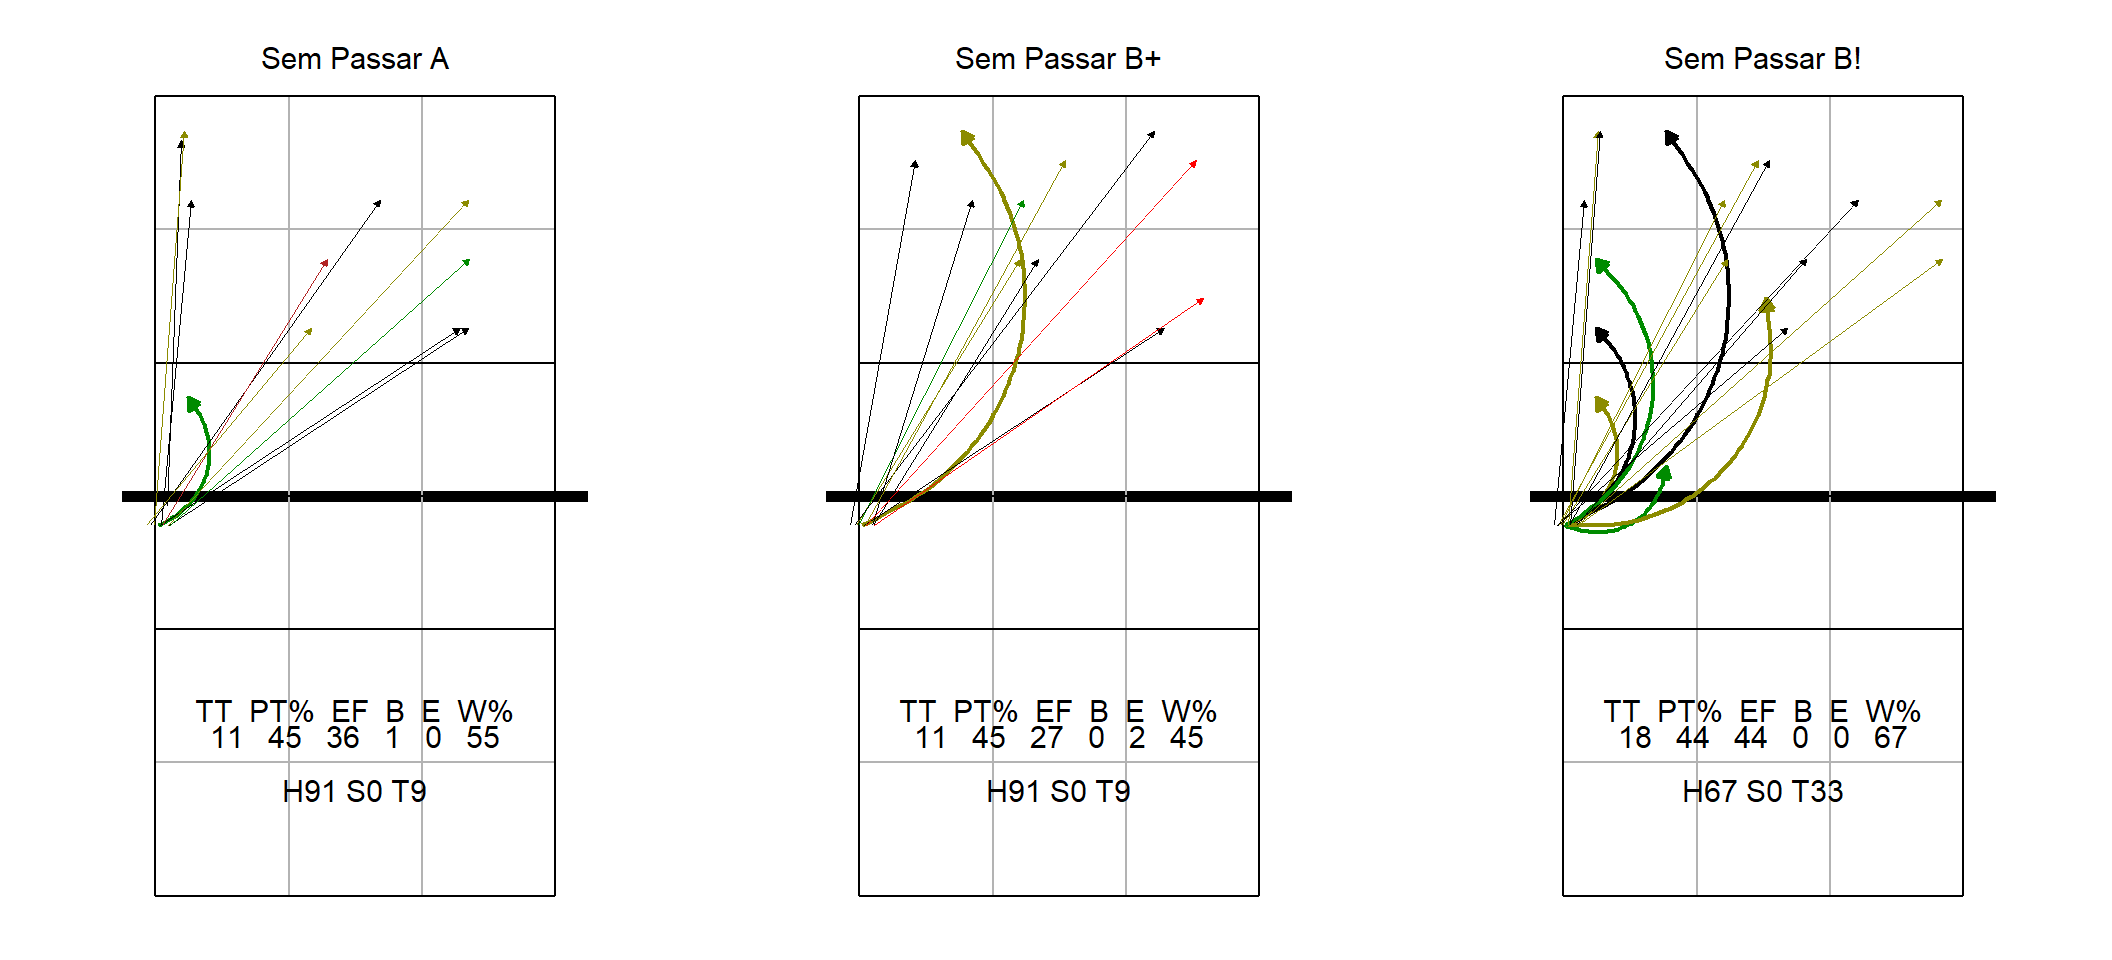 Sem Passar A
TT PT% EF B E W%
11 45 36 1 0 55
H91 S0 T9
Sem Passar B+
TT PT% EF B E W%
11 45 27 0 2 45
H91 S0 T9
Sem Passar B!
TT PT% EF B E W%
18 44 44 0 0 67
H67 S0 T33